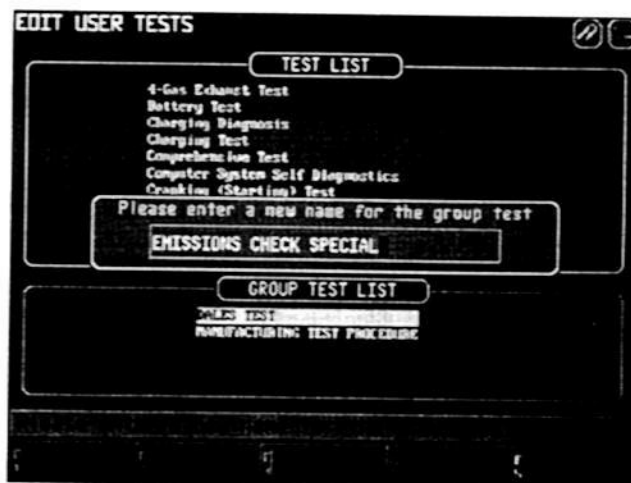 EDIT USER TESTS
TEST LIST
4-Gas Exhaust Test
Battery Test
Charging Diagnosis
Charging Test
Comprehensive Test
Computer System Self Diagnostics
Cranking (Starting) Test
Please enter a new name for the group test
EMISSIONS CHECK SPECIAL
GROUP TEST LIST
DALES TEST
MANUFACTURING TEST PROCEDURE